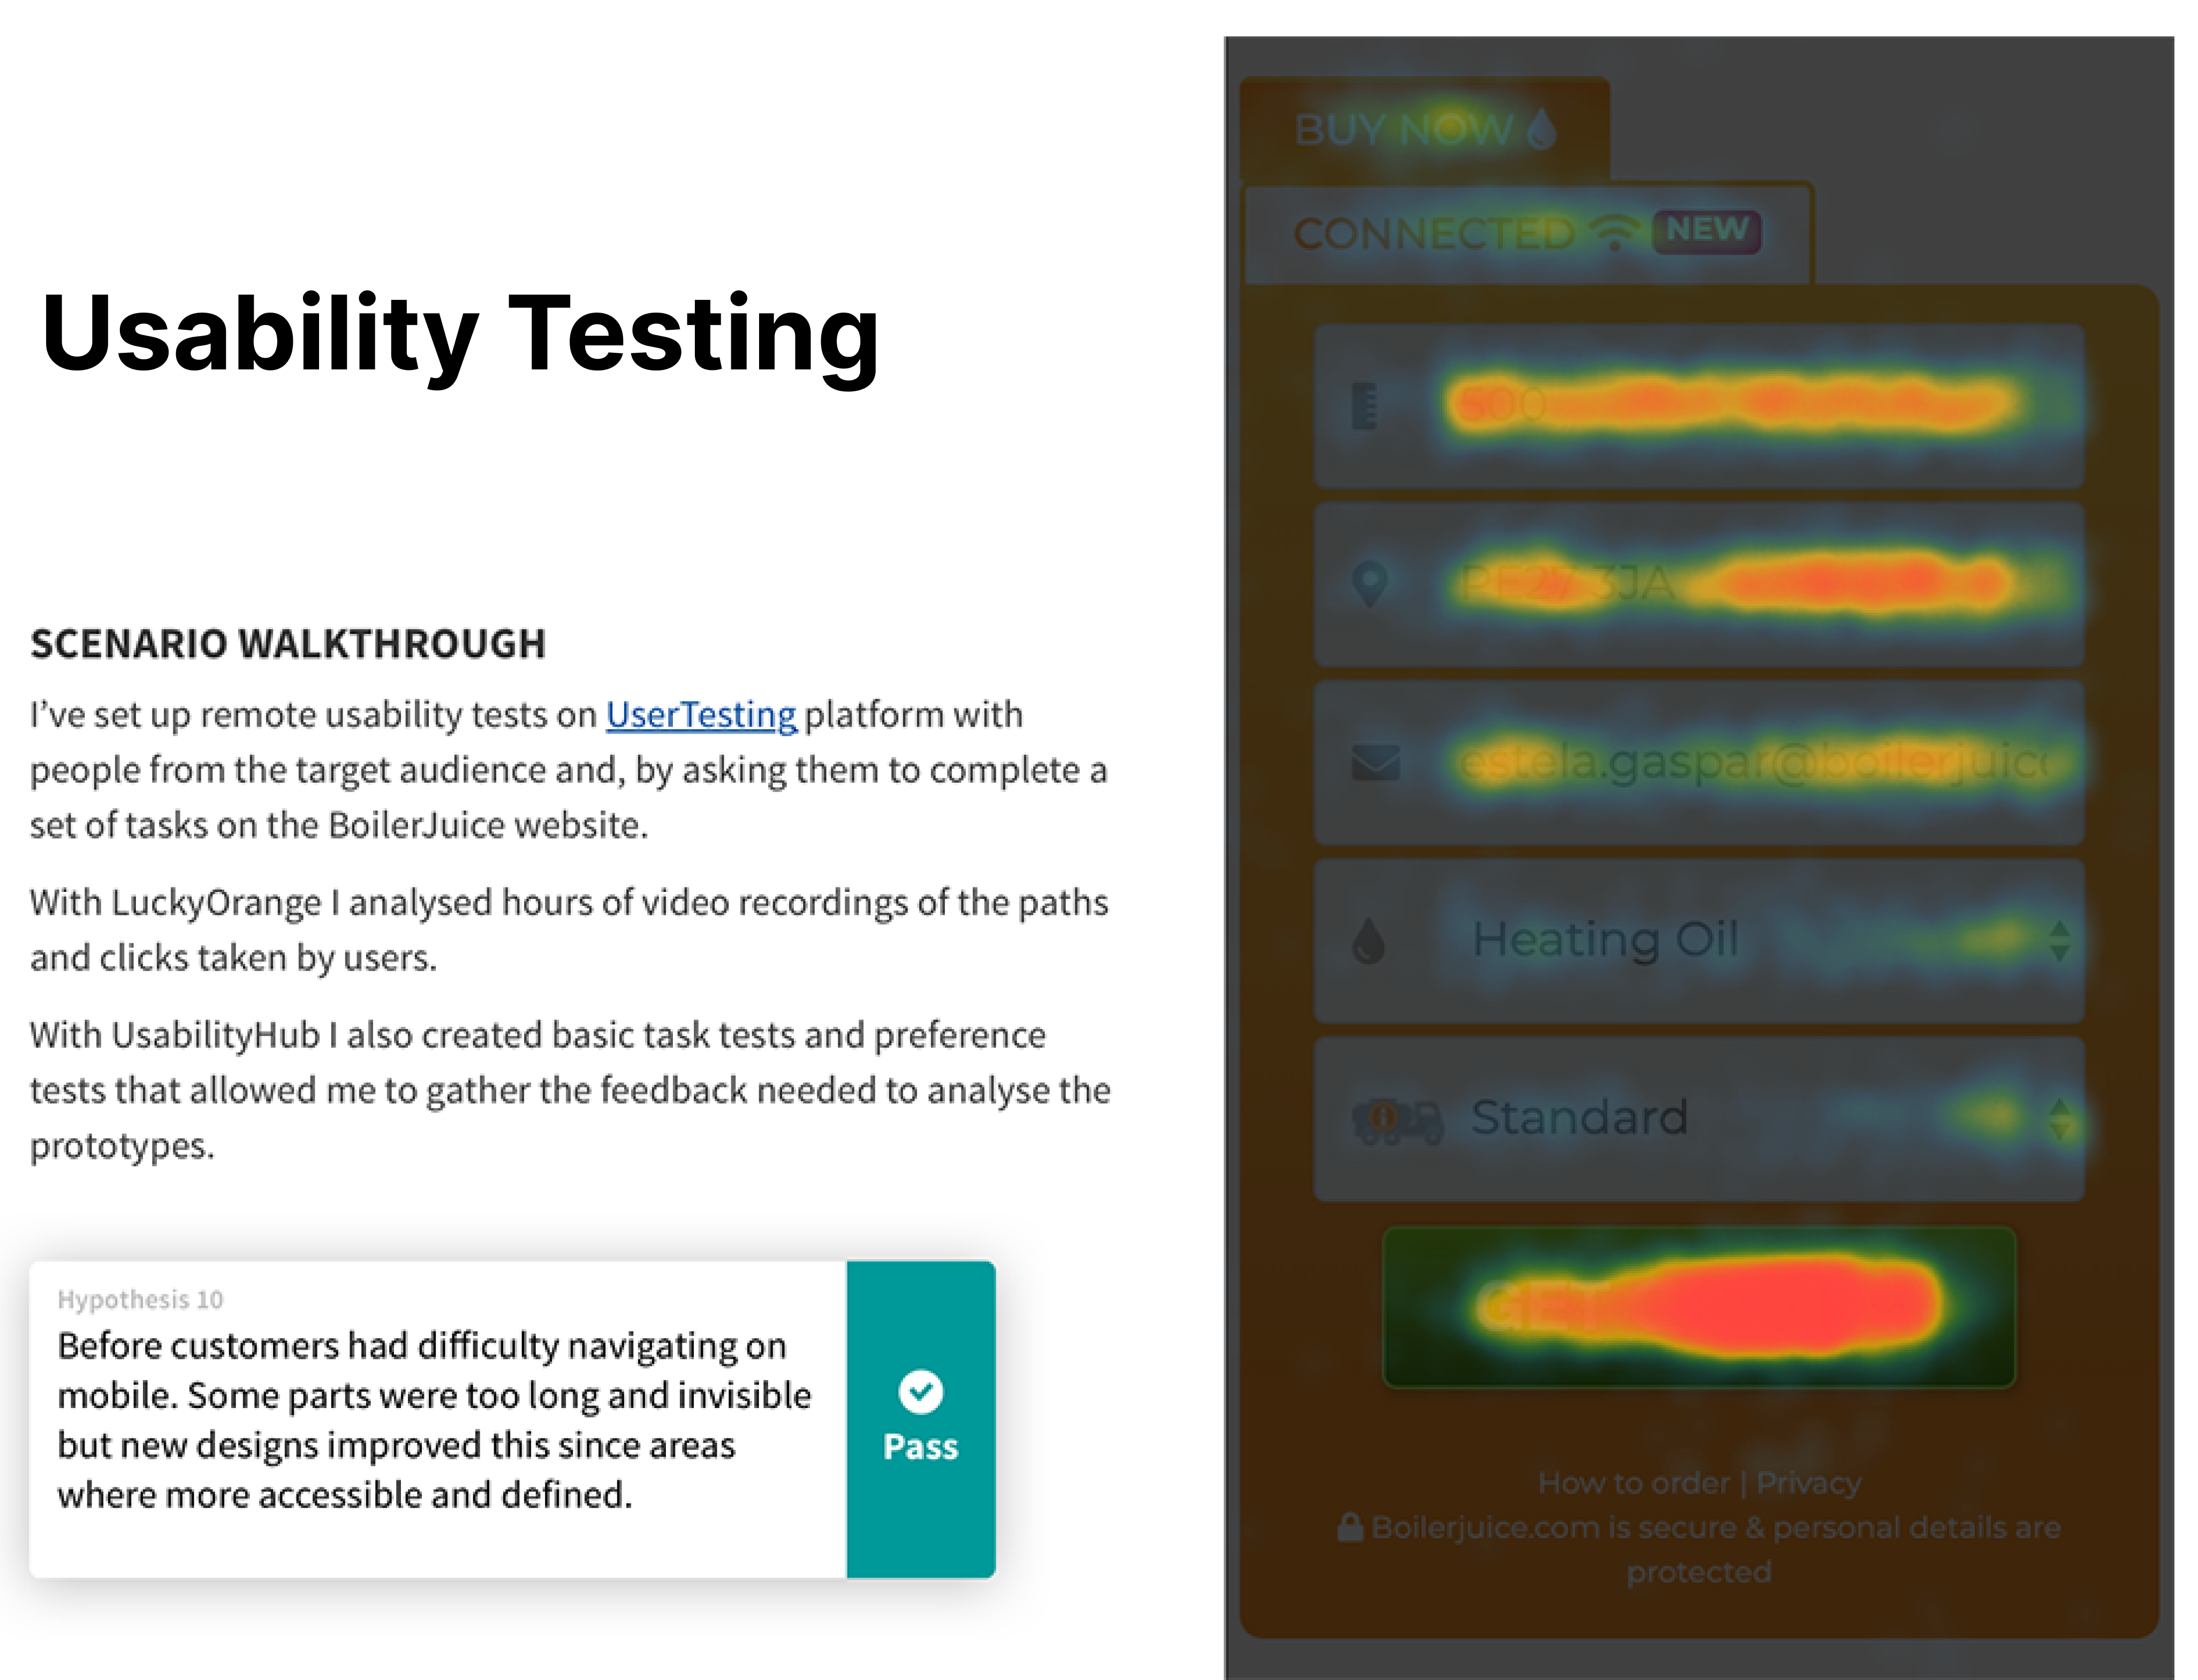 Usability Testing
SCENARIO WALKTHROUGH
I've set up remote usability tests on UserTesting platform with
people from the target audience and, by asking them to complete a
set of tasks on the BoilerJuice website.
With LuckyOrange I analysed hours of video recordings of the paths
and clicks taken by users.
With UsabilityHub I also created basic task tests and preference
tests that allowed me to gather the feedback needed to analyse the
prototypes.
Hypothesis 10
Before customers had difficulty navigating on
mobile. Some parts were too long and invisible
but new designs improved this since areas
where more accessible and defined.
Pass
BUY NOW
CONNECTED NEW
500
3JA
estela.gaspar@boilerjuic
Heating Oil
Standard
GET
How to order | Privacy
Boilerjuice.com is secure & personal details are
protected